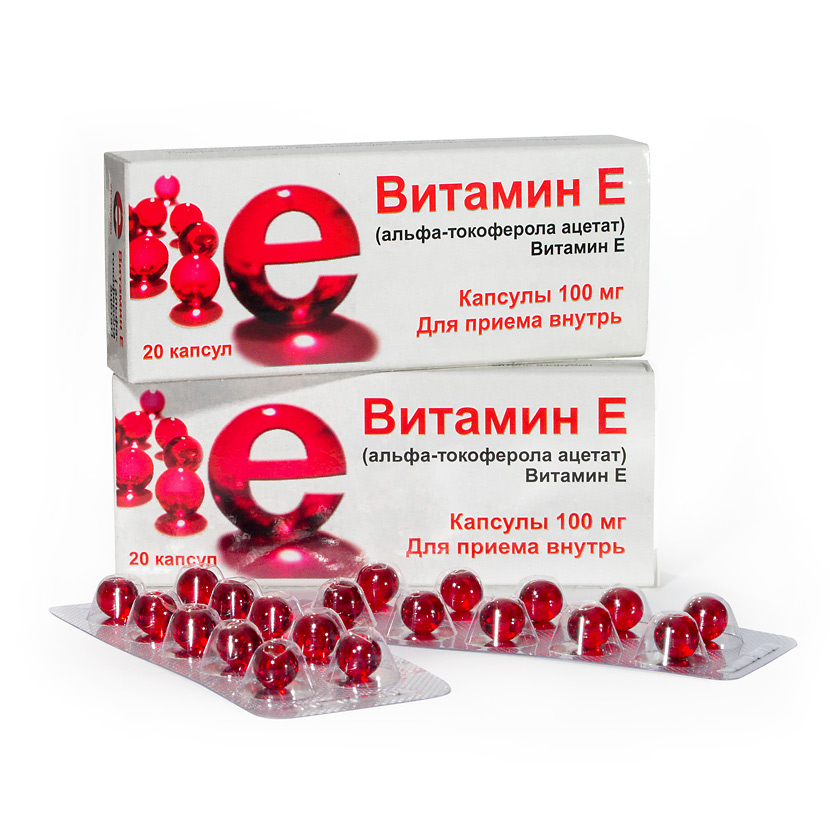 Витамин Е
(альфа-токоферола ацетат)
Витамин Е
Капсулы 100 мг
Для приема внутрь
20 капсул
e
e
Витамин Е
Витамин Е
(альфа-токоферола ацетат)
Витамин Е
Капсулы 100 мг
Для приема внутрь
20 капсул
e